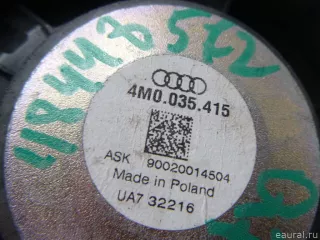 118443 572
4M0.035.415
ASK 90020014504
Made in Poland
UA7 32216
© eaural.ru